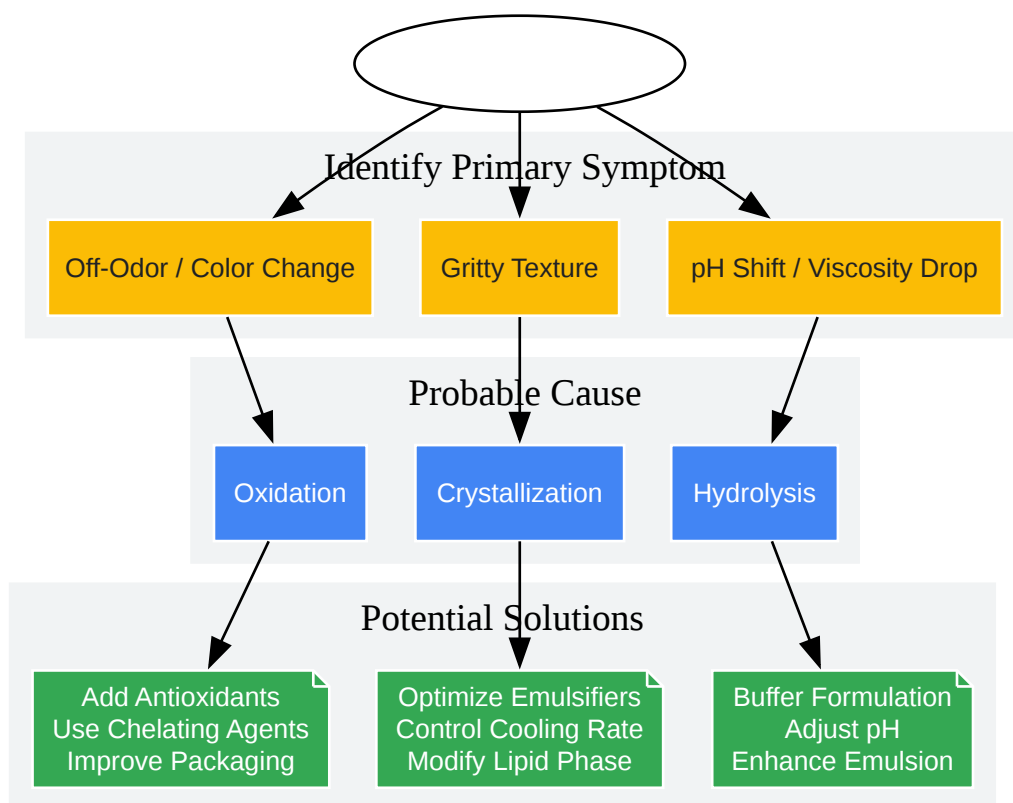 Identify Primary Symptom
Off-Odor / Color Change
Gritty Texture
pH Shift / Viscosity Drop
Probable Cause
Oxidation
Crystallization
Hydrolysis
Potential Solutions
Add Antioxidants
Use Chelating Agents
Improve Packaging
Optimize Emulsifiers
Control Cooling Rate
Modify Lipid Phase
Buffer Formulation
Adjust pH
Enhance Emulsion